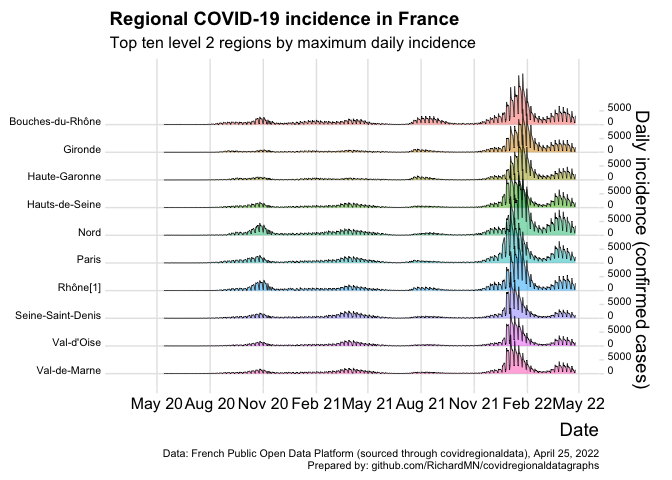 Regional COVID-19 incidence in France
Top ten level 2 regions by maximum daily incidence
Bouches-du-Rhône
Gironde
Haute-Garonne
Hauts-de-Seine
Nord
Paris
Rhône[1]
Seine-Saint-Denis
Val-d'Oise
Val-de-Marne
5000
0
5000
0
5000
0
5000
0
5000
0
5000
0
5000
0
5000
0
5000
0
5000
0
Daily incidence (confirmed cases)
May 20 Aug 20 Nov 20 Feb 21 May 21 Aug 21 Nov 21 Feb 22 May 22
Date
Data: French Public Open Data Platform (sourced through covidregionaldata), April 25, 2022
Prepared by: github.com/RichardMN/covidregionaldatagraphs